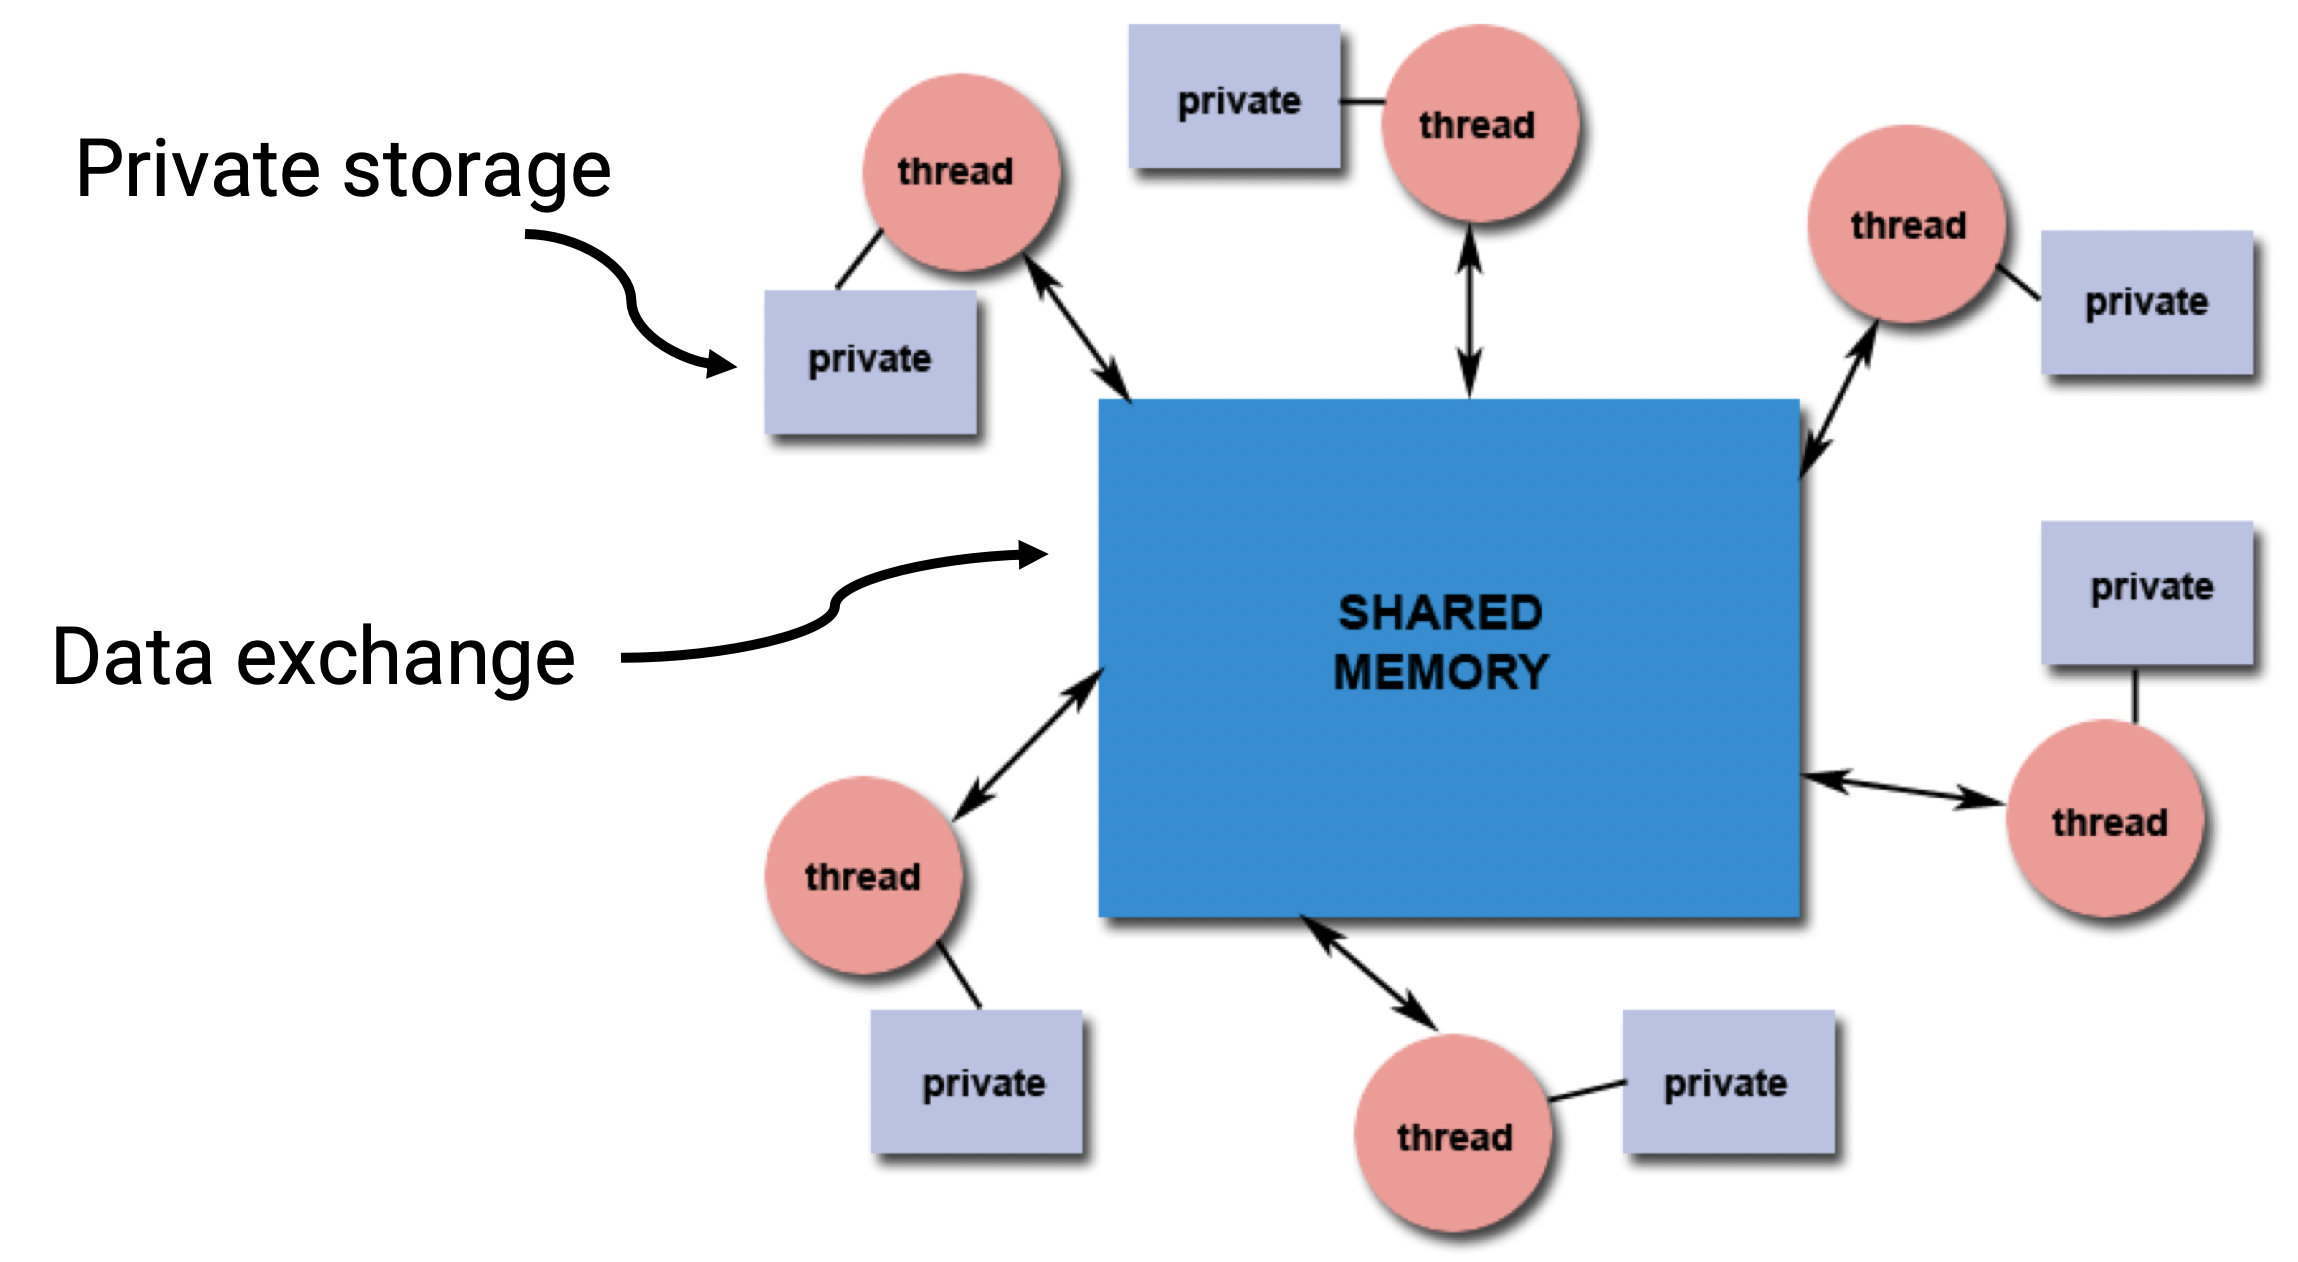 private
thread
thread
Private storage
thread
private
private
Data exchange
private
SHARED
MEMORY
thread
thread
private
private
thread